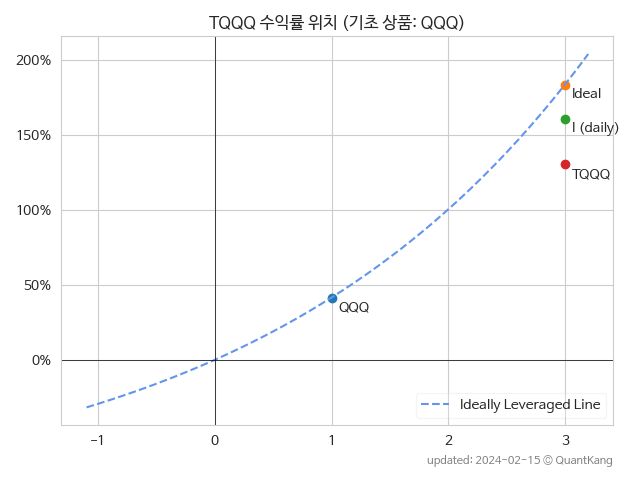 TQQQ 수익률 위치 (기초 상품: QQQ)
200%
150%
100%
50%
0%
Ideal
I (daily)
TQQQ
QQQ
Ideally Leveraged Line
-1 0 1 2 3
updated: 2024-02-15 © QuantKang